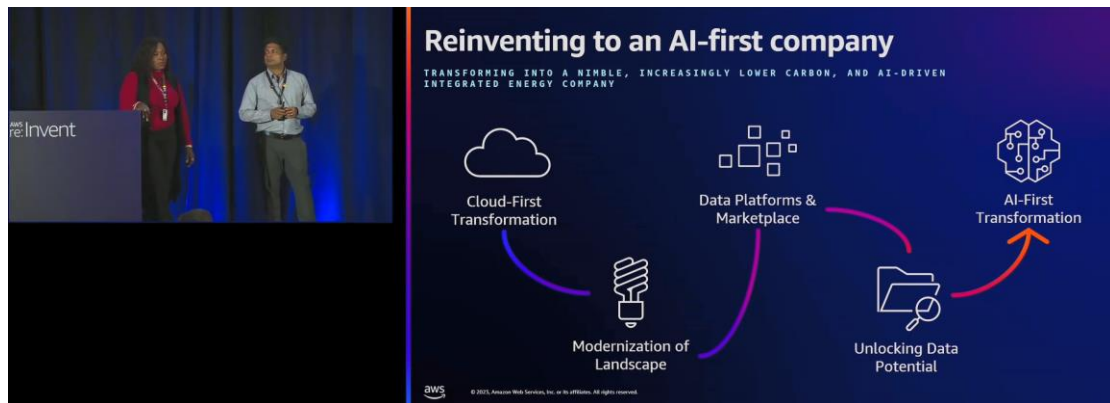 aws
re:Invent
Reinventing to an AI-first company
TRANSFORMING INTO A NIMBLE, INCREASINGLY LOWER CARBON, AND AI-DRIVEN
INTEGRATED ENERGY COMPANY
Cloud-First
Transformation
Modernization of
Landscape
Data Platforms &
Marketplace
Unlocking Data
Potential
AI-First
Transformation
aws
© 2025, Amazon Web Services, Inc. or its affiliates. All rights reserved.